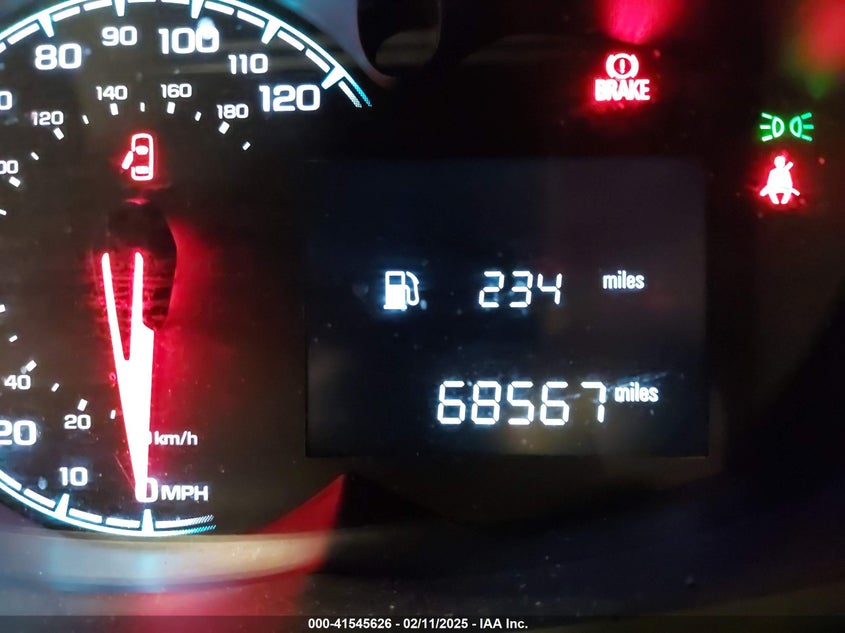 80 90 100 110 120
120 140 160 180
BRAKE
234 miles
68567 miles
40 20 km/h
20 10 0 MPH
000-41545626 - 02/11/2025 - IAA Inc.